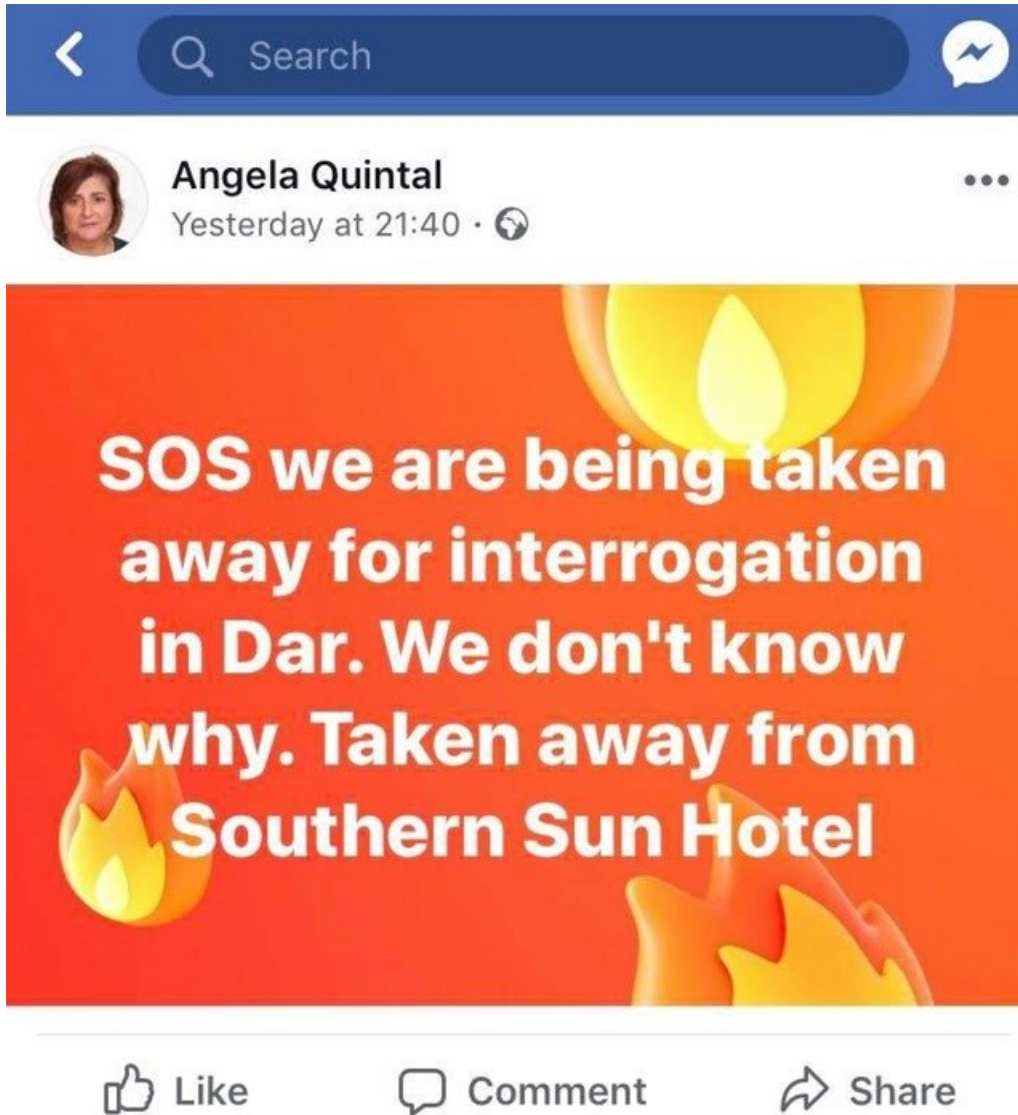 Search
Angela Quintal
Yesterday at 21:40 ·
SOS we are being taken
away for interrogation
in Dar. We don't know
why. Taken away from
Southern Sun Hotel
Like Comment Share